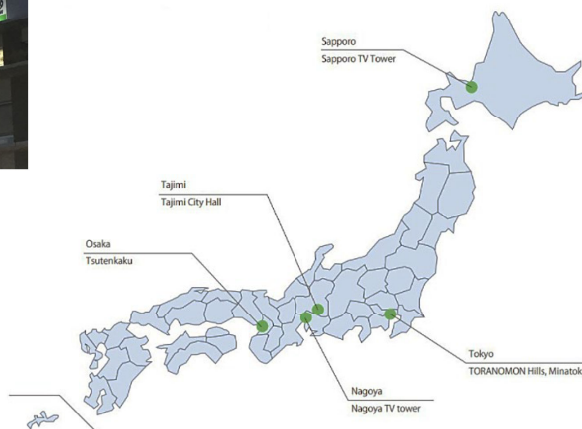 Sapporo
Sapporo TV Tower
Tajimi
Tajimi City Hall
Osaka
Tsutenkaku
Tokyo
TORANOMON Hills, Minatok
Nagoya
Nagoya TV tower